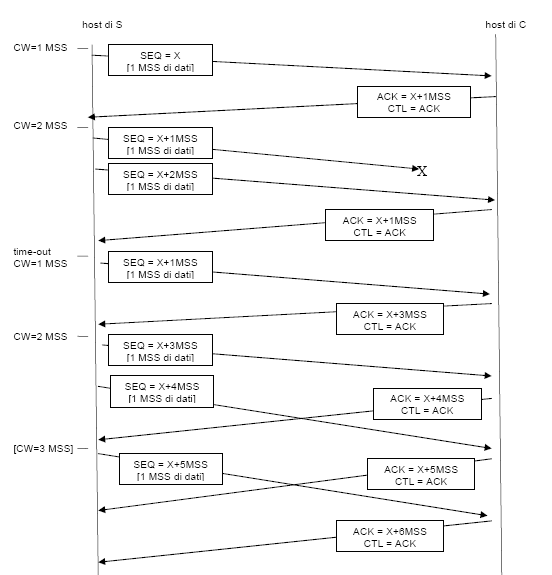 host di S
host di C
CW=1 MSS
SEQ = X
[1 MSS di dati]
ACK = X+1MSS
CTL = ACK
CW=2 MSS
SEQ = X+1MSS
[1 MSS di dati]
X
SEQ = X+2MSS
[1 MSS di dati]
ACK = X+1MSS
CTL = ACK
time-out
CW=1 MSS
SEQ = X+1MSS
[1 MSS di dati]
ACK = X+3MSS
CTL = ACK
CW=2 MSS
SEQ = X+3MSS
[1 MSS di dati]
SEQ = X+4MSS
[1 MSS di dati]
ACK = X+4MSS
CTL = ACK
[CW=3 MSS]
SEQ = X+5MSS
[1 MSS di dati]
ACK = X+5MSS
CTL = ACK
ACK = X+6MSS
CTL = ACK